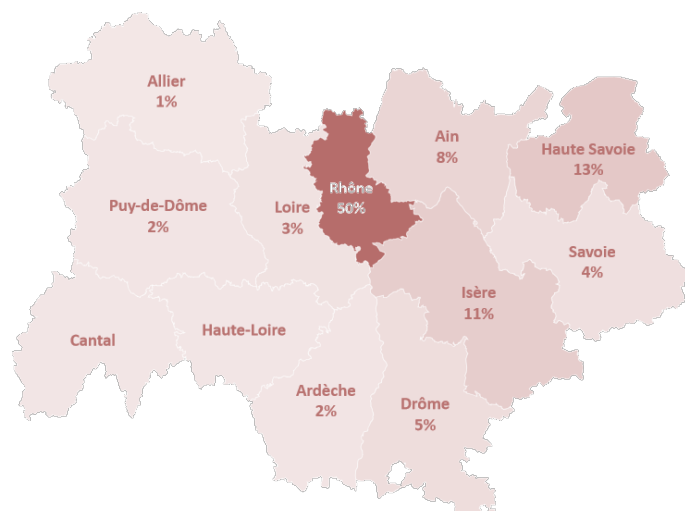 Allier
1%
Ain
8%
Haute Savoie
13%
Rhône
50%
Puy-de-Dôme
2%
Loire
3%
Savoie
4%
Isère
11%
Haute-Loire
Cantal
Ardèche
2%
Drôme
5%